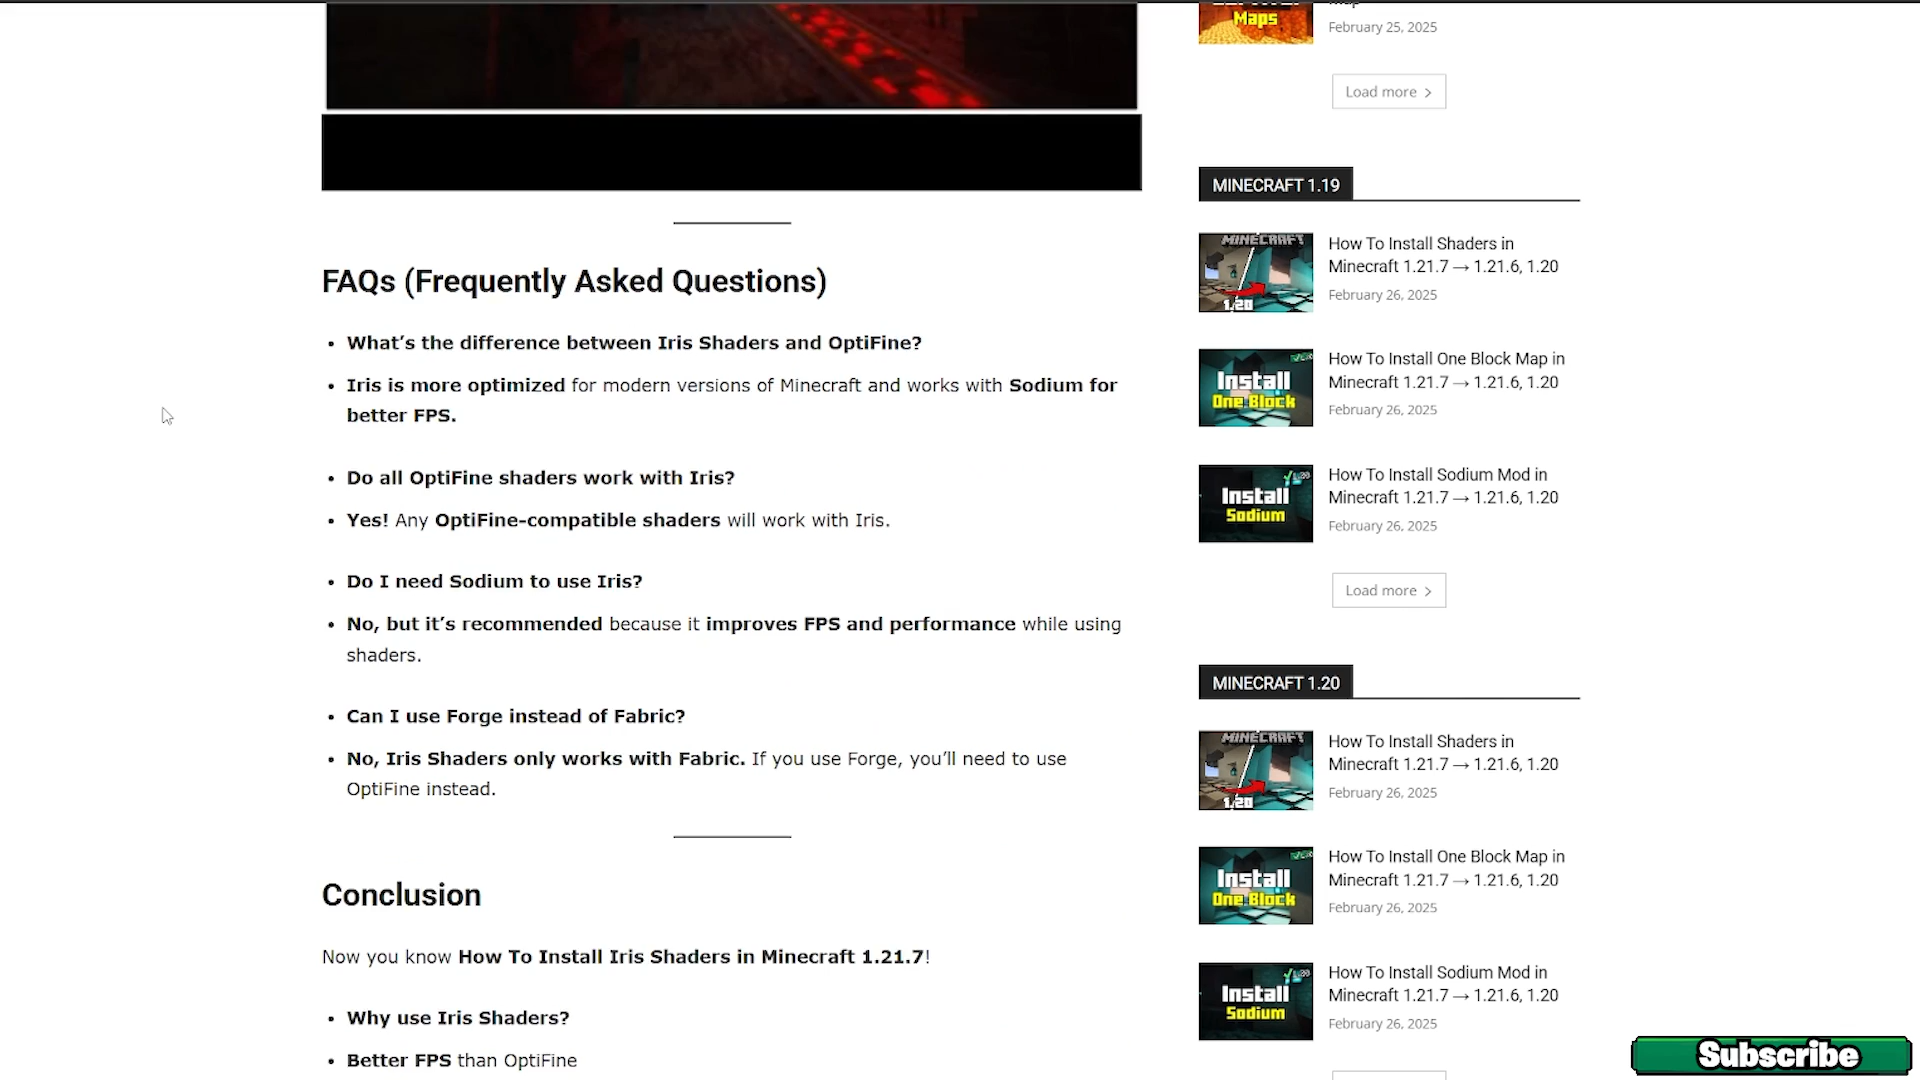 FAQs (Frequently Asked Questions)
• What’s the difference between Iris Shaders and OptiFine?
• Iris is more optimized for modern versions of Minecraft and works with Sodium for
better FPS.
• Do all OptiFine shaders work with Iris?
• Yes! Any OptiFine-compatible shaders will work with Iris.
• Do I need Sodium to use Iris?
• No, but it’s recommended because it improves FPS and performance while using
shaders.
• Can I use Forge instead of Fabric?
• No, Iris Shaders only works with Fabric. If you use Forge, you’ll need to use
OptiFine instead.
Conclusion
Now you know How To Install Iris Shaders in Minecraft 1.21.7!
• Why use Iris Shaders?
• Better FPS than OptiFine
Maps
February 25, 2025
Load more >
MINECRAFT 1.19
MINECRAFT
1.20
How To Install Shaders in
Minecraft 1.21.7 → 1.21.6, 1.20
February 26, 2025
Install
One Block
How To Install One Block Map in
Minecraft 1.21.7 → 1.21.6, 1.20
February 26, 2025
Install
Sodium
How To Install Sodium Mod in
Minecraft 1.21.7 → 1.21.6, 1.20
February 26, 2025
Load more >
MINECRAFT 1.20
MINECRAFT
1.20
How To Install Shaders in
Minecraft 1.21.7 → 1.21.6, 1.20
February 26, 2025
Install
One Block
How To Install One Block Map in
Minecraft 1.21.7 → 1.21.6, 1.20
February 26, 2025
Install
Sodium
How To Install Sodium Mod in
Minecraft 1.21.7 → 1.21.6, 1.20
February 26, 2025
Subscribe